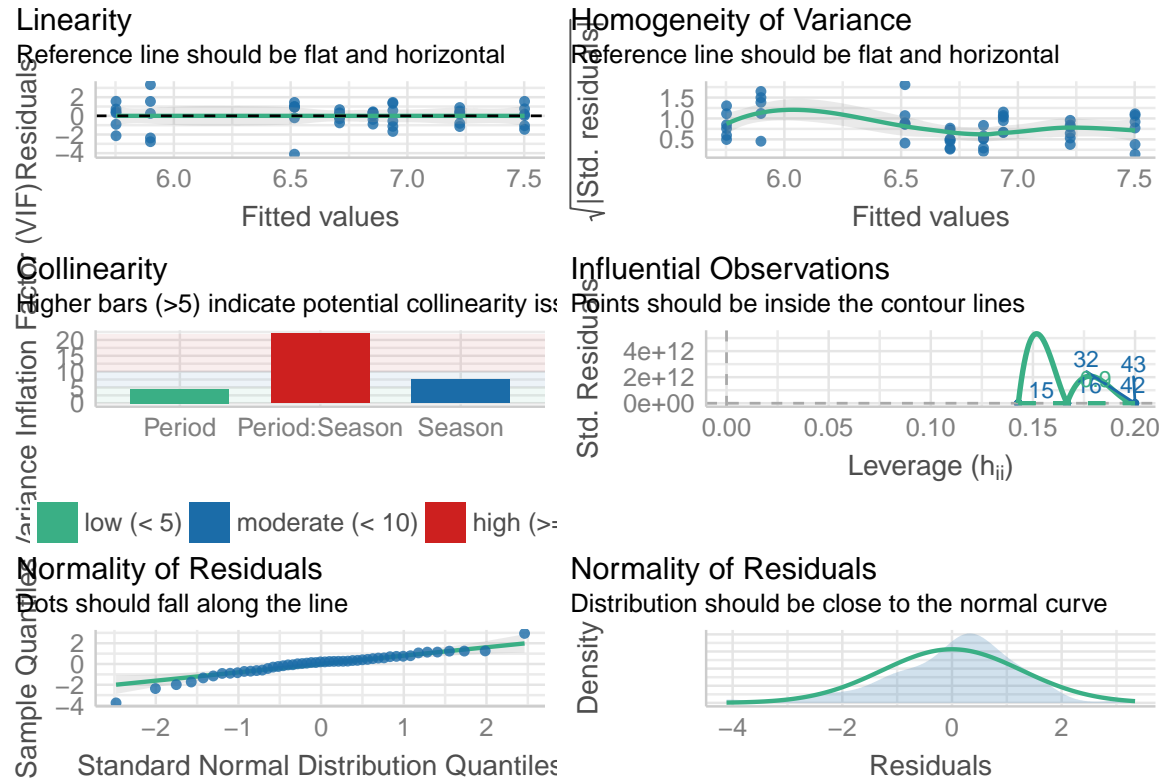 Linearity
Reference line should be flat and horizontal
Residuals
2
0
−2
−4
6.0 6.5 7.0 7.5
Fitted values
Homogeneity of Variance
Reference line should be flat and horizontal
√|Std. residuals|
1.5
1.0
0.5
6.0 6.5 7.0 7.5
Fitted values
Collinearity
Higher bars (>5) indicate potential collinearity iss
Variance Inflation Factor (VIF)
20
15
10
5
0
Period Period:Season Season
low (< 5) moderate (< 10) high (>=
Influential Observations
Points should be inside the contour lines
Std. Residuals
4e+12
2e+12
0e+00
32
43
15
16
42
0.00 0.05 0.10 0.15 0.20
Leverage (hii)
Normality of Residuals
Dots should fall along the line
Sample Quantiles
2
0
−2
−4
−2 −1 0 1 2
Standard Normal Distribution Quantiles
Normality of Residuals
Distribution should be close to the normal curve
Density
−4 −2 0 2
Residuals